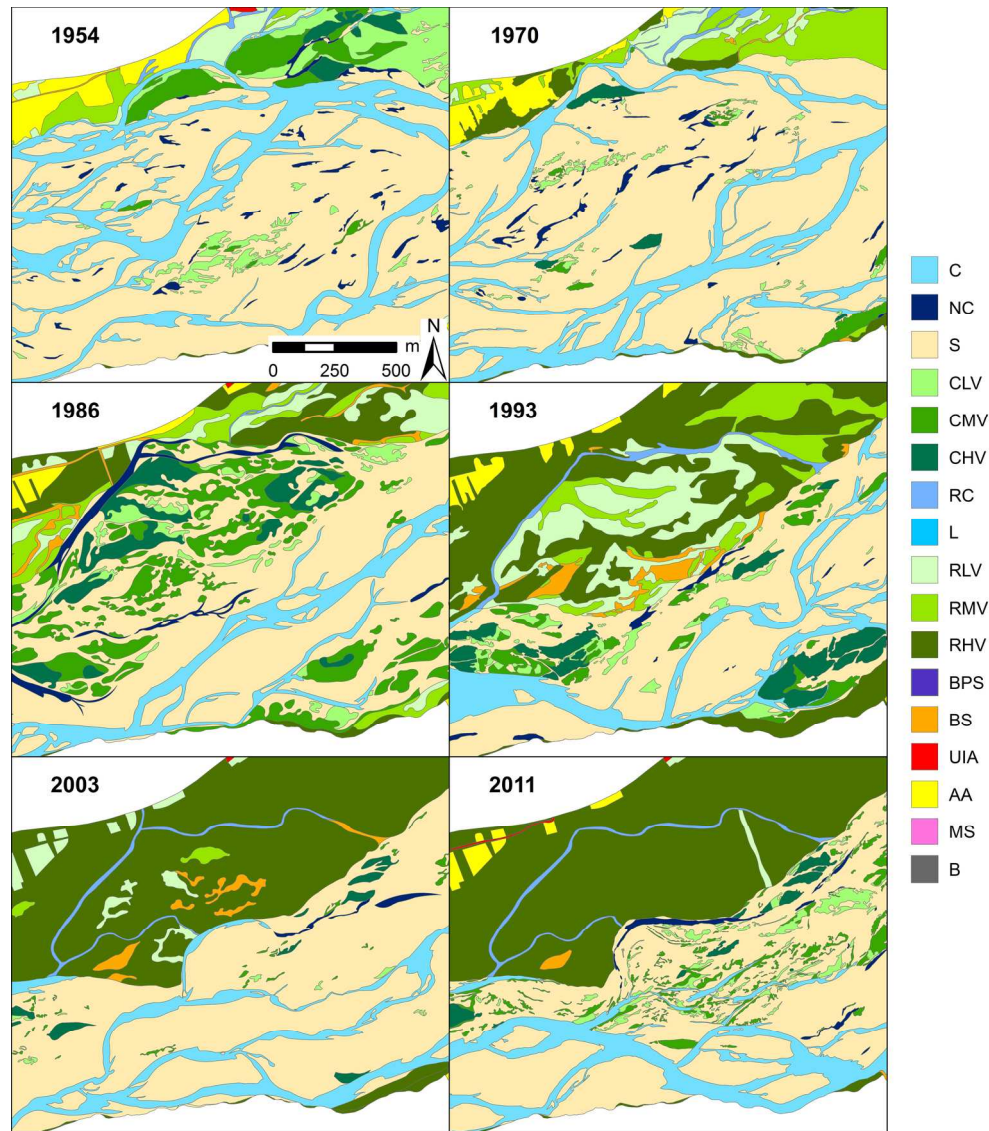 1954
1970
N
m
0 250 500
1986
1993
2003
2011
C
NC
S
CLV
CMV
CHV
RC
L
RLV
RMV
RHV
BPS
BS
UIA
AA
MS
B